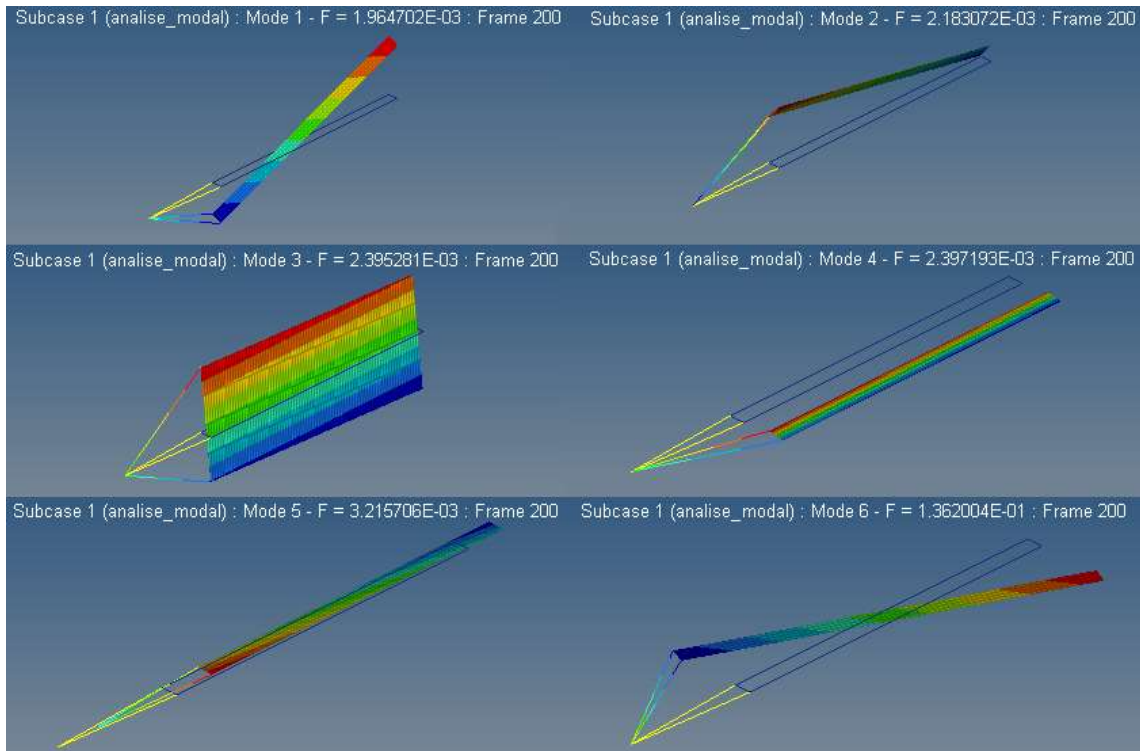 Subcase 1 (analise_modal) : Mode 1 - F = 1.964702E-03 : Frame 200
Subcase 1 (analise_modal) : Mode 2 - F = 2.183072E-03 : Frame 200
Subcase 1 (analise_modal) : Mode 3 - F = 2.395281E-03 : Frame 200
Subcase 1 (analise_modal) : Mode 4 - F = 2.397193E-03 : Frame 200
Subcase 1 (analise_modal) : Mode 5 - F = 3.215706E-03 : Frame 200
Subcase 1 (analise_modal) : Mode 6 - F = 1.362004E-01 : Frame 200